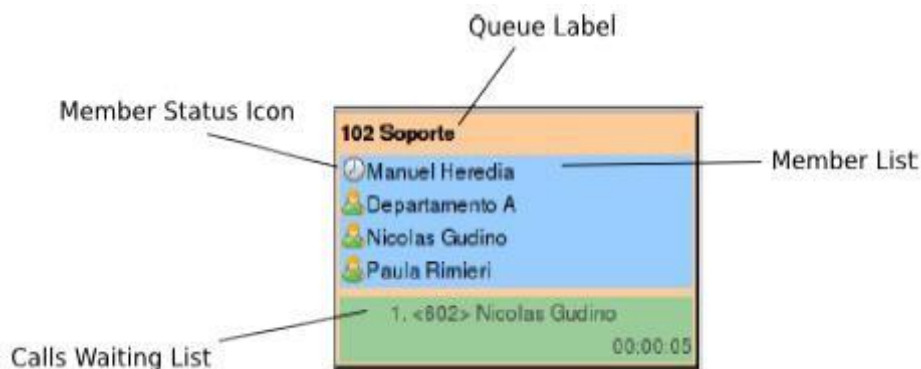 Queue Label
Member Status Icon
102 Soporte
Manuel Heredia
Member List
Departamento A
Nicolas Gudino
Paula Rimieri
1. <602> Nicolas Gudino
Calls Waiting List
00:00:05